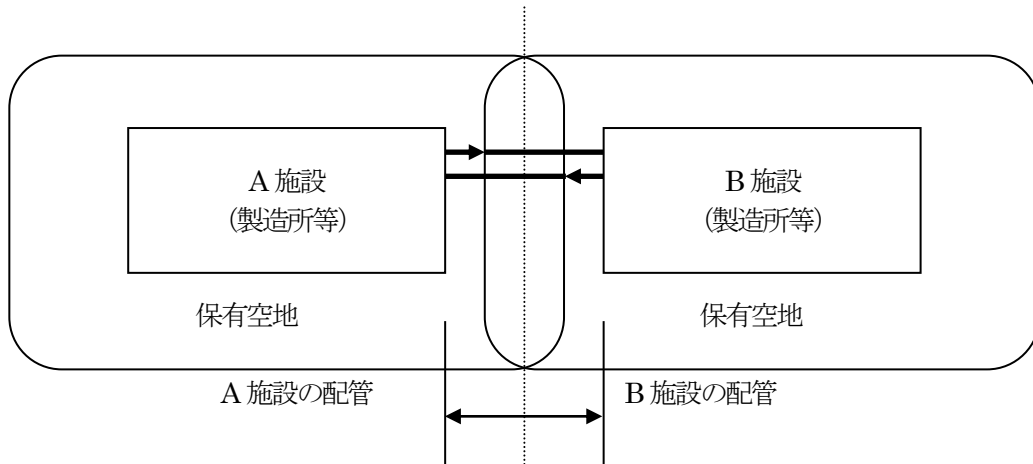 A 施設
(製造所等)
B 施設
(製造所等)
保有空地
保有空地
A 施設の配管
B 施設の配管